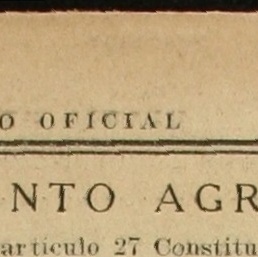 O OFICIAL
NTO AGR
artículo 27 Constitu